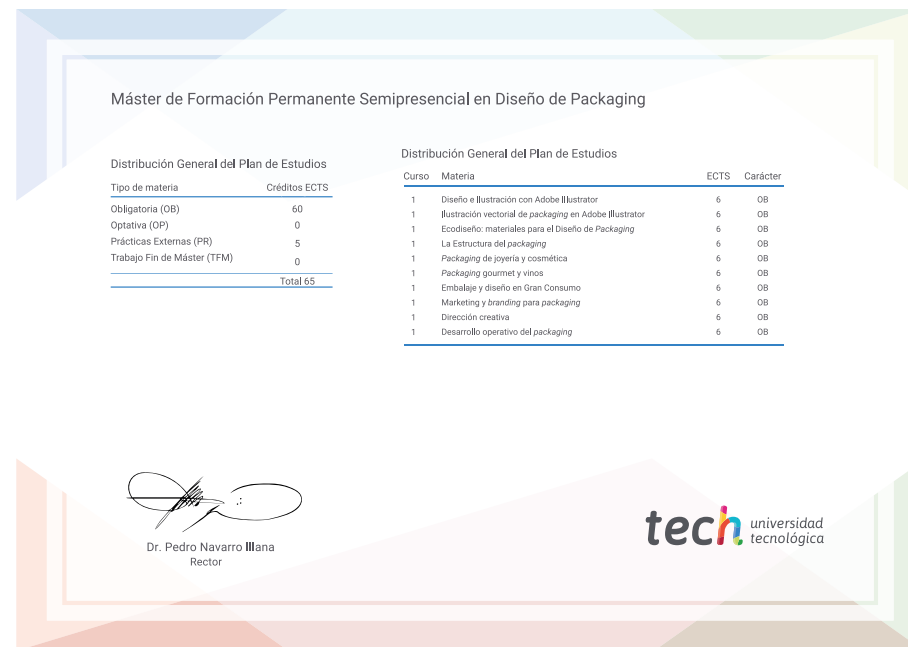 Máster de Formación Permanente Semipresencial en Diseño de Packaging
Distribución General del Plan de Estudios
Tipo de materia Créditos ECTS
Obligatoria (OB) 60
Optativa (OP) 0
Prácticas Externas (PR) 5
Trabajo Fin de Máster (TFM) 0
Total 65
Distribución General del Plan de Estudios
Curso Materia ECTS Carácter
1 Diseño e Ilustración con Adobe Illustrator 6 OB
1 Ilustración vectorial de packaging en Adobe Illustrator 6 OB
1 Ecodiseño: materiales para el Diseño de Packaging 6 OB
1 La Estructura del packaging 6 OB
1 Packaging de joyería y cosmética 6 OB
1 Packaging gourmet y vinos 6 OB
1 Embalaje y diseño en Gran Consumo 6 OB
1 Marketing y branding para packaging 6 OB
1 Dirección creativa 6 OB
1 Desarrollo operativo del packaging 6 OB
Dr. Pedro Navarro Illana
Rector
tech universidad
tecnológica